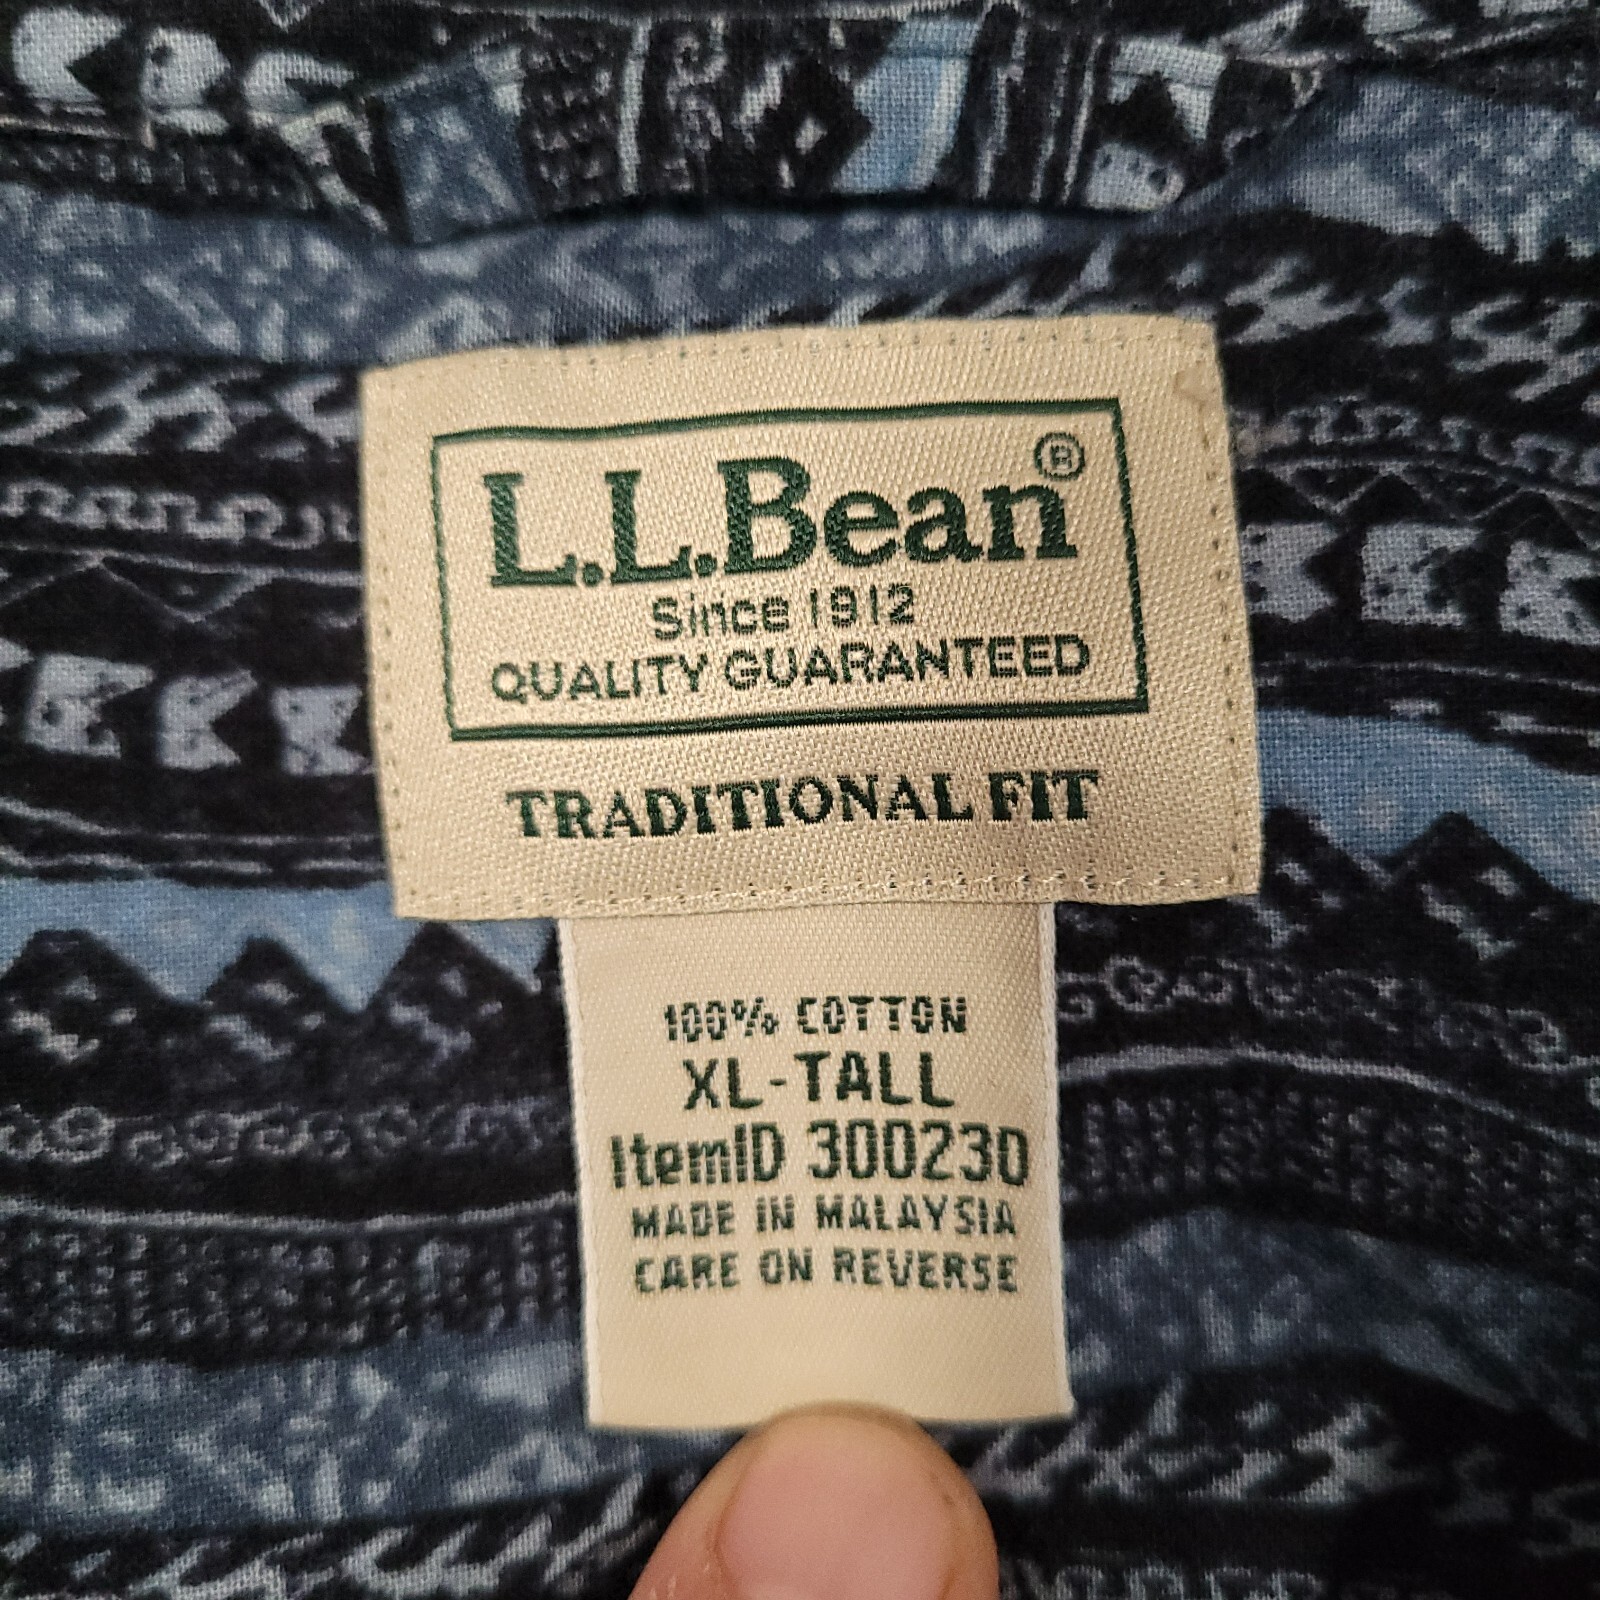 L.L.Bean®
Since 1912
QUALITY GUARANTEED
TRADITIONAL FIT
100% COTTON
XL-TALL
ItemID 300230
MADE IN MALAYSIA
CARE ON REVERSE